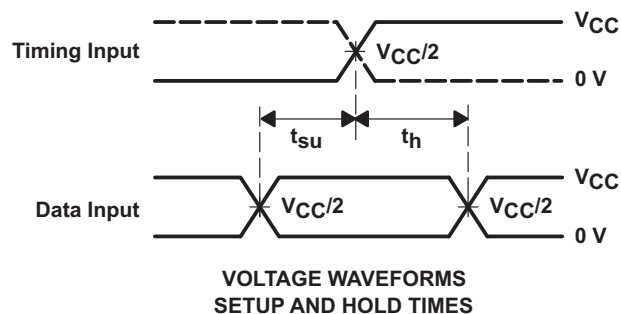 VCC
Timing Input
VCC/2
0 V
tsu
th
VCC
Data Input
VCC/2
VCC/2
0 V
VOLTAGE WAVEFORMS
SETUP AND HOLD TIMES